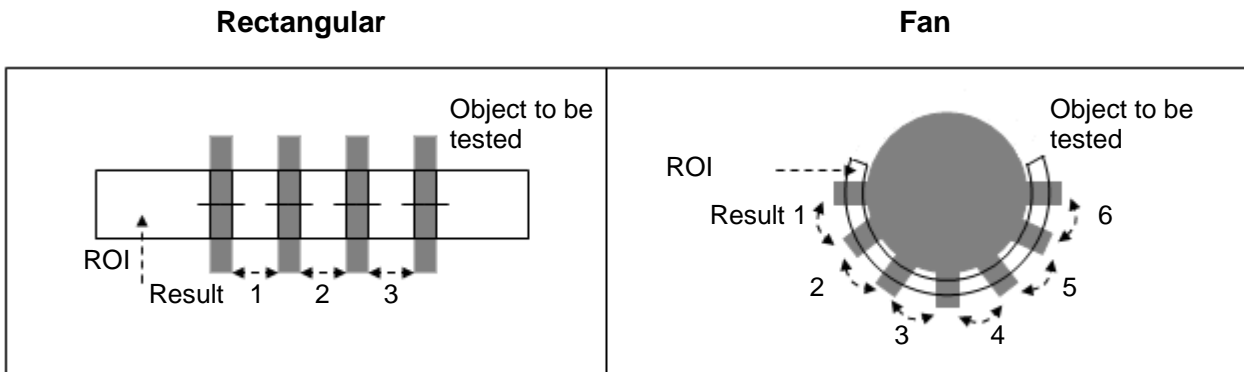 Rectangular
Fan
Object to be
tested
ROI
Result 1 2 3
Object to be
tested
ROI
Result 1
6
2
5
3
4